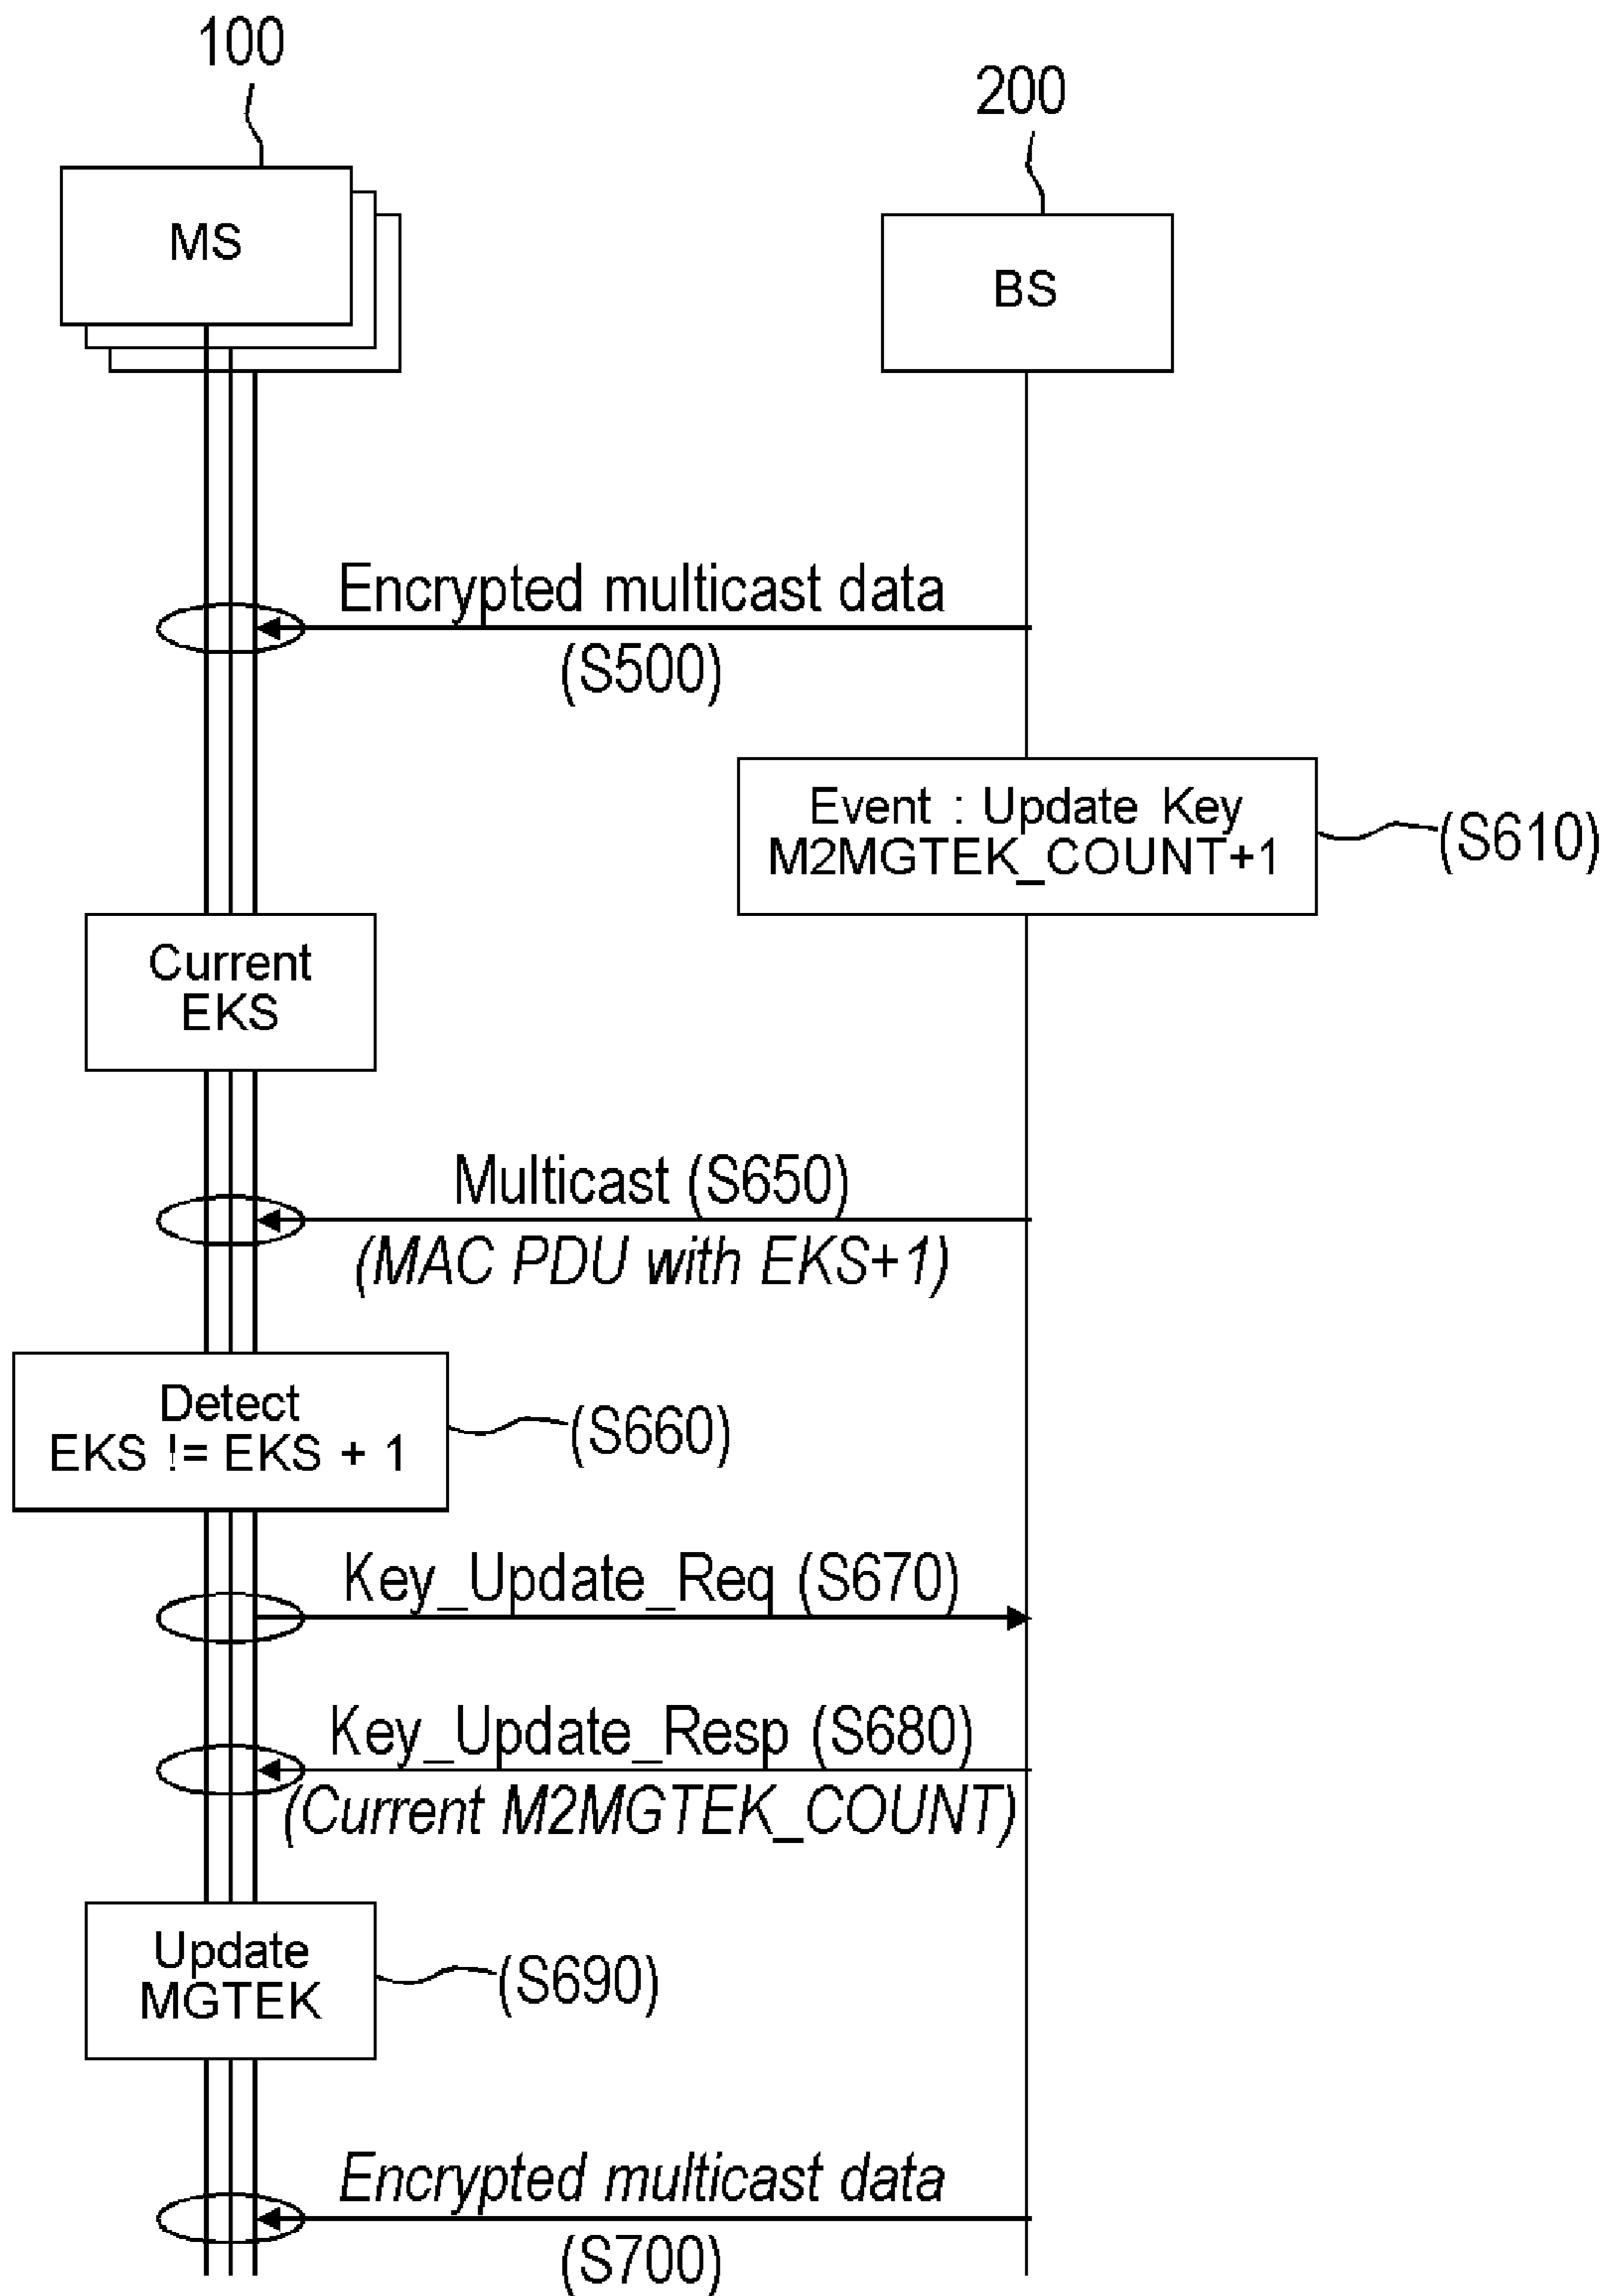 100
200
MS
BS
Encrypted multicast data
(S500)
Event : Update Key
M2MGTEK_COUNT+1
(S610)
Current
EKS
Multicast (S650)
(MAC PDU with EKS+1)
Detect
EKS != EKS + 1
(S660)
Key_Update_Req (S670)
Key_Update_Resp (S680)
(Current M2MGTEK_COUNT)
Update
MGTEK
(S690)
Encrypted multicast data
(S700)